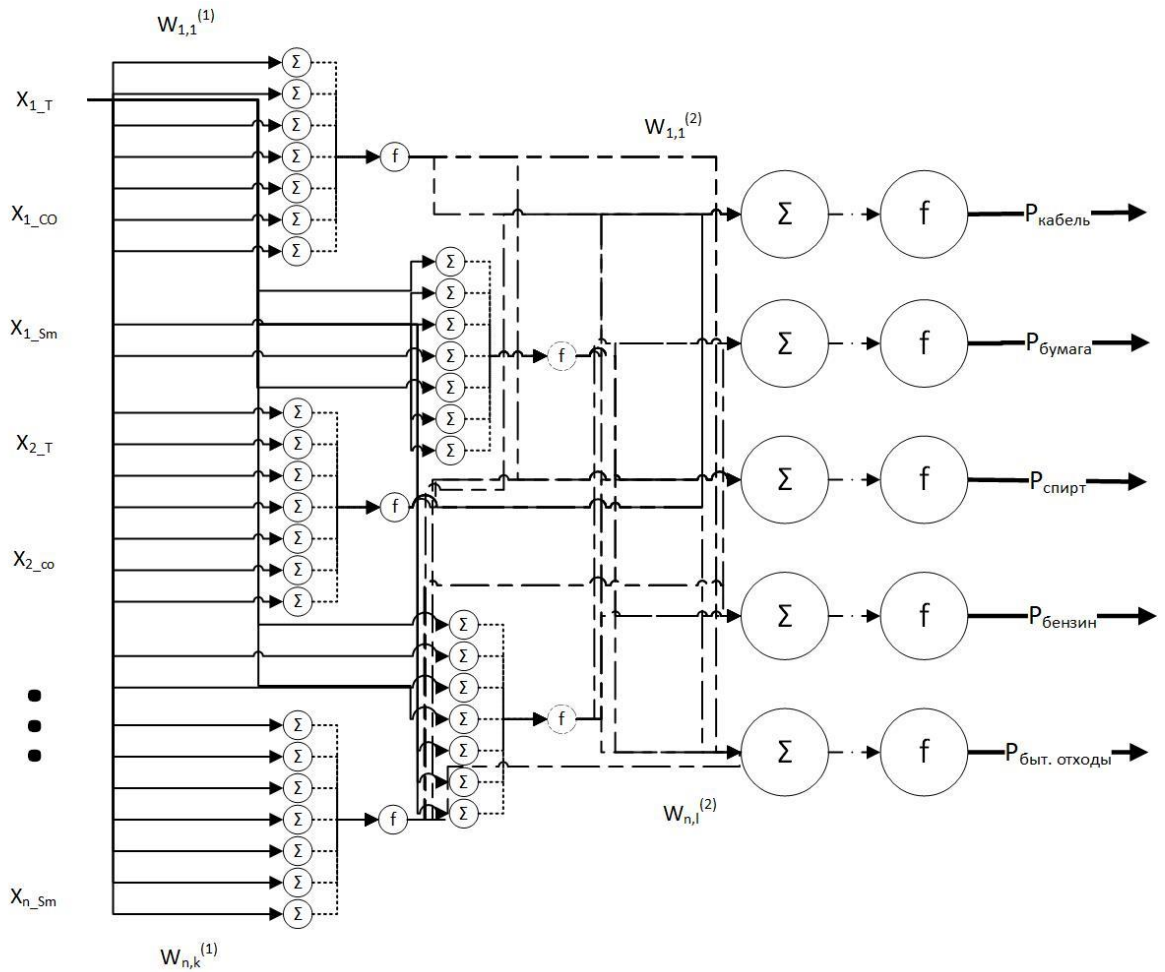 W1,1(1)
X1_T
X1_CO
X1_Sm
X2_T
X2_co
Xn_Sm
Wn,k(1)
Σ
Σ
Σ
Σ
Σ
Σ
Σ
f
Σ
Σ
Σ
Σ
Σ
Σ
Σ
f
Σ
Σ
Σ
Σ
Σ
Σ
Σ
f
Σ
Σ
Σ
Σ
Σ
Σ
Σ
f
Σ
Σ
Σ
Σ
Σ
Σ
Σ
f
W1,1(2)
Σ f Pкабель
Σ f Pбумага
Σ f Pспирт
Σ f Pбензин
Σ f Pбыт. отходы
Wn,l(2)